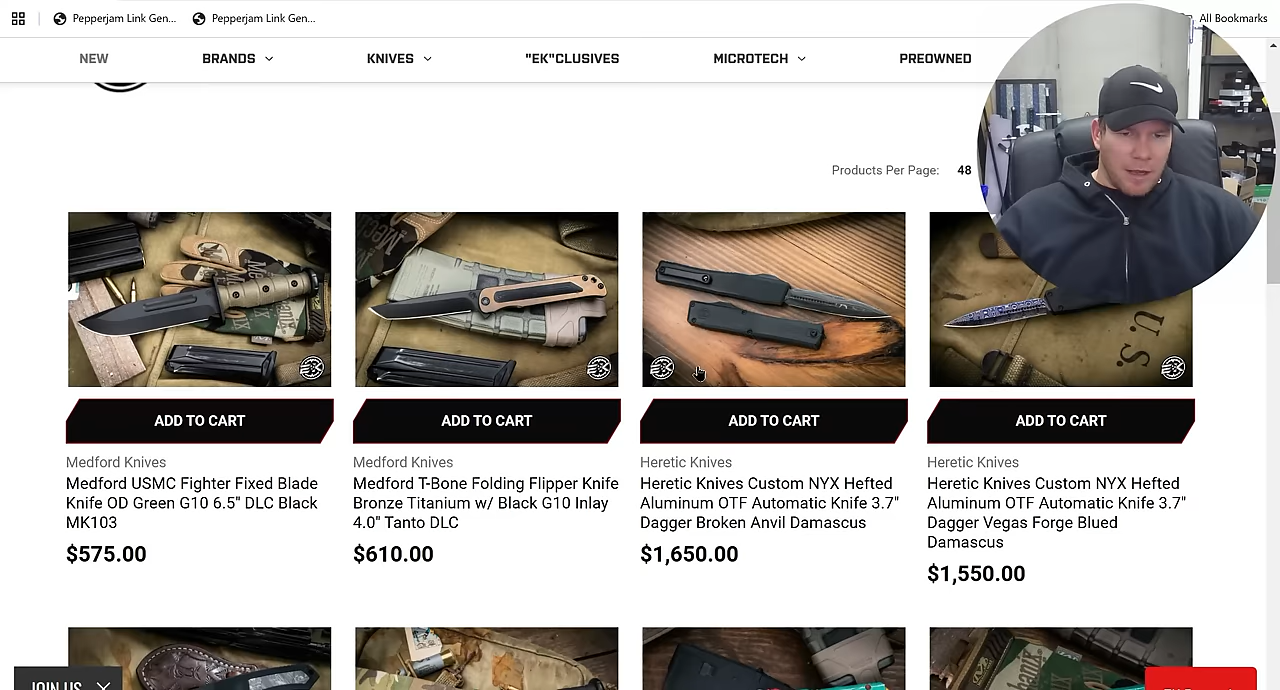 Pepperjam Link Gen... Pepperjam Link Gen... All Bookmarks
NEW BRANDS KNIVES "EK"CLUSIVES MICROTECH PREOWNED
Products Per Page: 48
U.S.
ADD TO CART ADD TO CART ADD TO CART ADD TO CART
Medford Knives Medford Knives Heretic Knives Heretic Knives
Medford USMC Fighter Fixed Blade Medford T-Bone Folding Flipper Knife Heretic Knives Custom NYX Hefted Heretic Knives Custom NYX Hefted
Knife OD Green G10 6.5" DLC Black Bronze Titanium w/ Black G10 Inlay Aluminum OTF Automatic Knife 3.7" Aluminum OTF Automatic Knife 3.7"
MK103 4.0" Tanto DLC Dagger Broken Anvil Damascus Dagger Vegas Forge Blued
Damascus
$575.00 $610.00 $1,650.00
$1,550.00
JOIN US